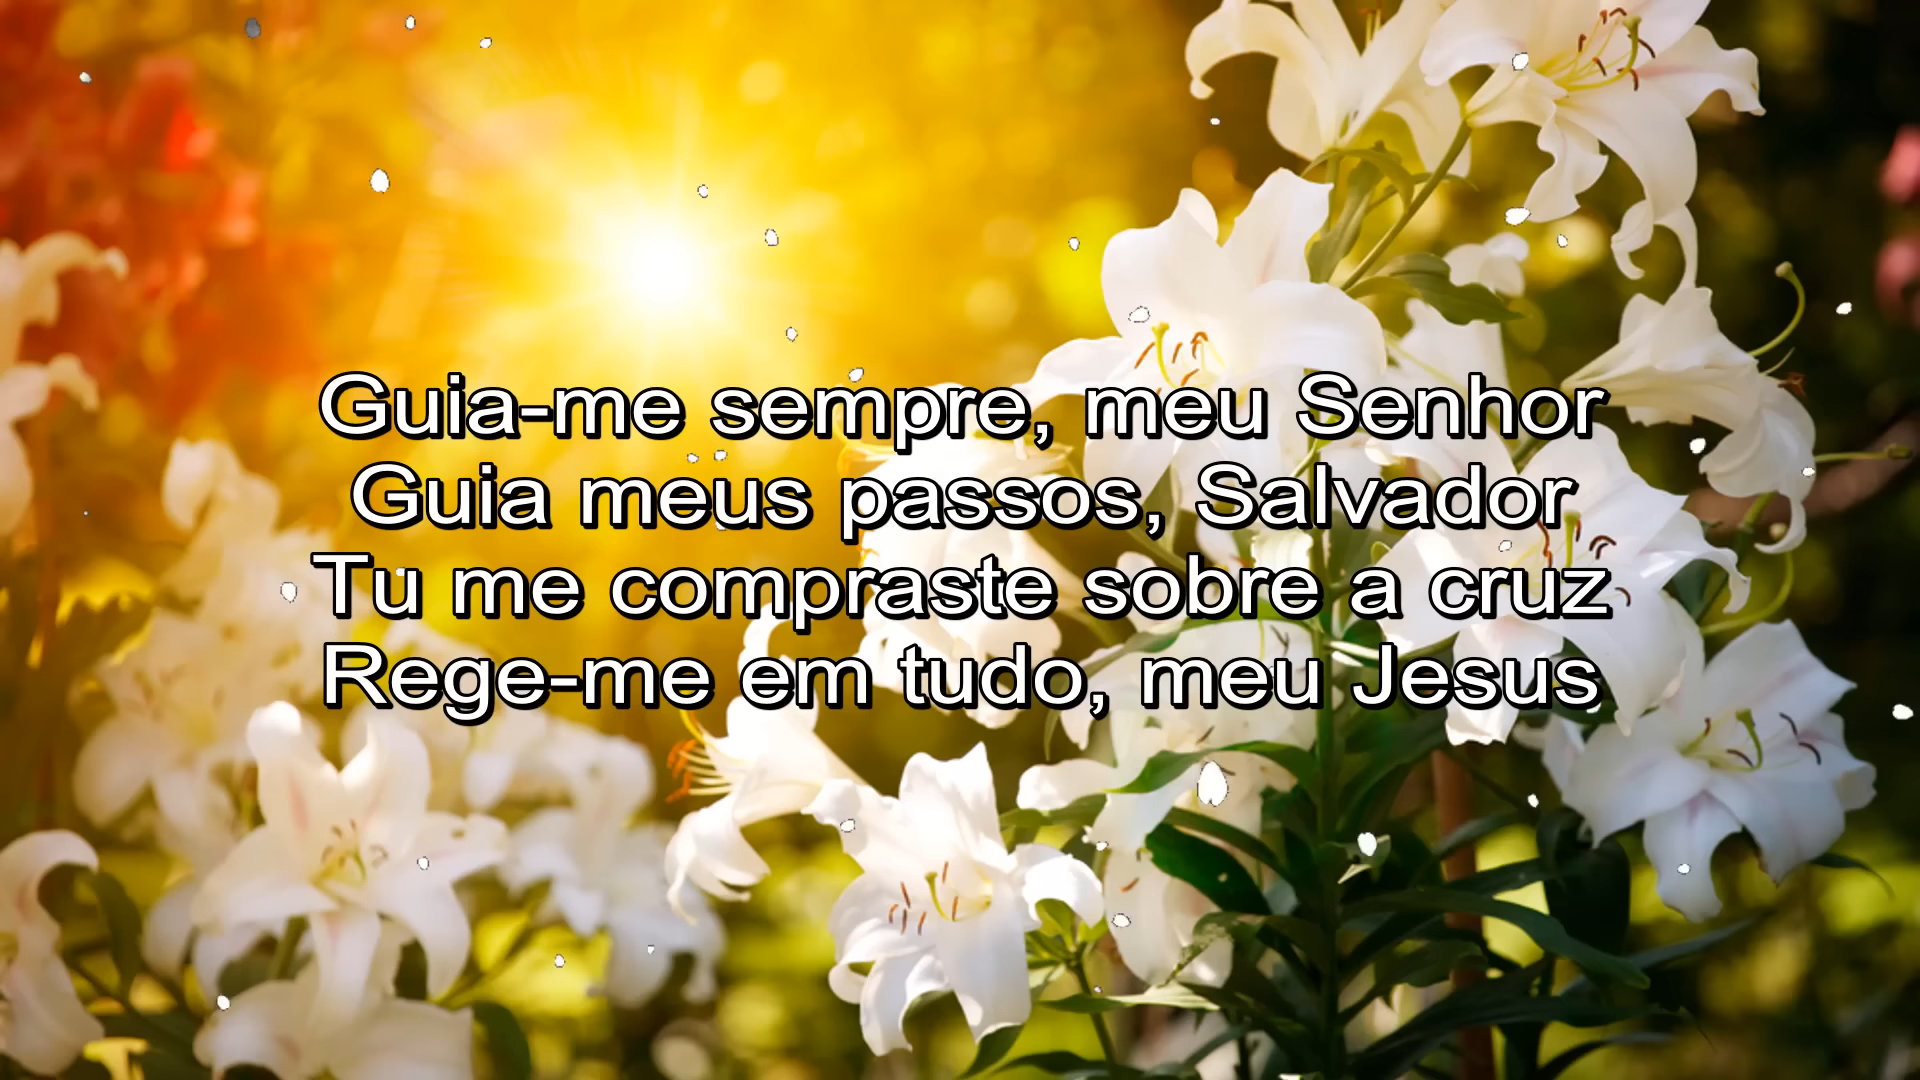 Guia-me sempre, meu Senhor
Guia meus passos, Salvador
Tu me compraste sobre a cruz
Rege-me em tudo, meu Jesus